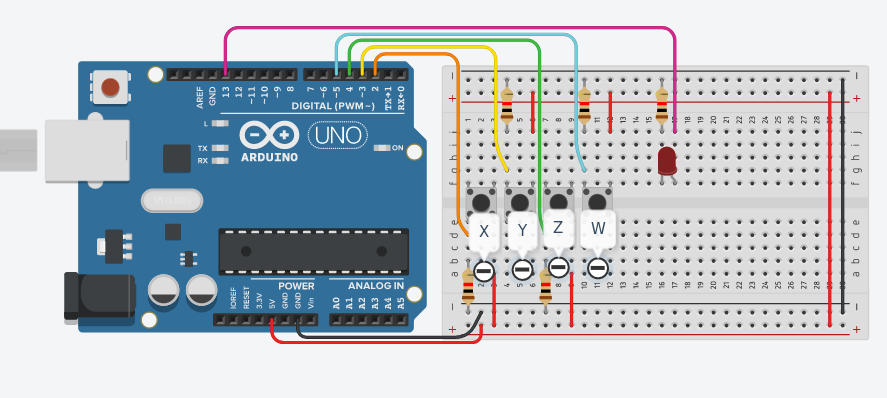 AREF
GND
13
12
~11
~10
~9
8
7
~6
~5
4
~3
2
TX→1
RX←0
DIGITAL (PWM~)
L
TX
RX
UNO
ARDUINO
ON
POWER
ANALOG IN
IOREF
RESET
3.3V
5V
GND
GND
Vin
A0
A1
A2
A3
A4
A5
X
Y
Z
W